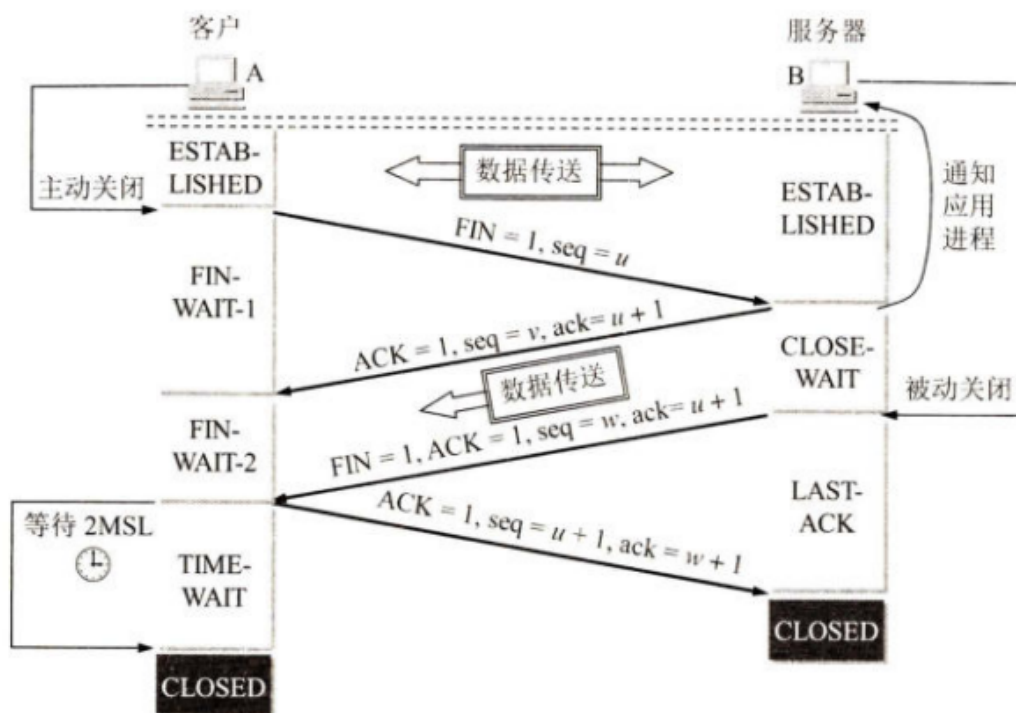 客户
服务器
A
B
ESTAB-
LISHED
数据传送
主动关闭
ESTAB-
LISHED
通知
应用
进程
FIN = 1, seq = u
FIN-
WAIT-1
ACK = 1, seq = v, ack= u + 1
CLOSE-
WAIT
数据传送
被动关闭
FIN-
WAIT-2
FIN = 1, ACK = 1, seq = w, ack= u + 1
LAST-
ACK
等待 2MSL
ACK = 1, seq = u + 1, ack = w + 1
TIME-
WAIT
CLOSED
CLOSED